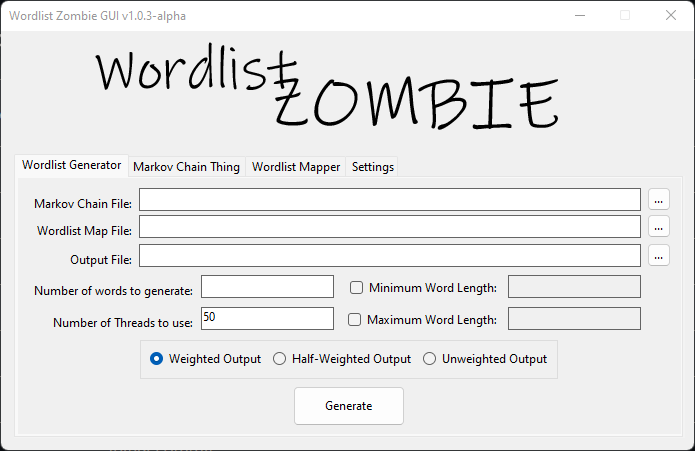 Wordlist Zombie GUI v1.0.3-alpha
Wordlist
ZOMBIE
Wordlist Generator Markov Chain Thing Wordlist Mapper Settings
Markov Chain File: ...
Wordlist Map File: ...
Output File: ...
Number of words to generate: Minimum Word Length:
Number of Threads to use: 50 Maximum Word Length:
Weighted Output Half-Weighted Output Unweighted Output
Generate